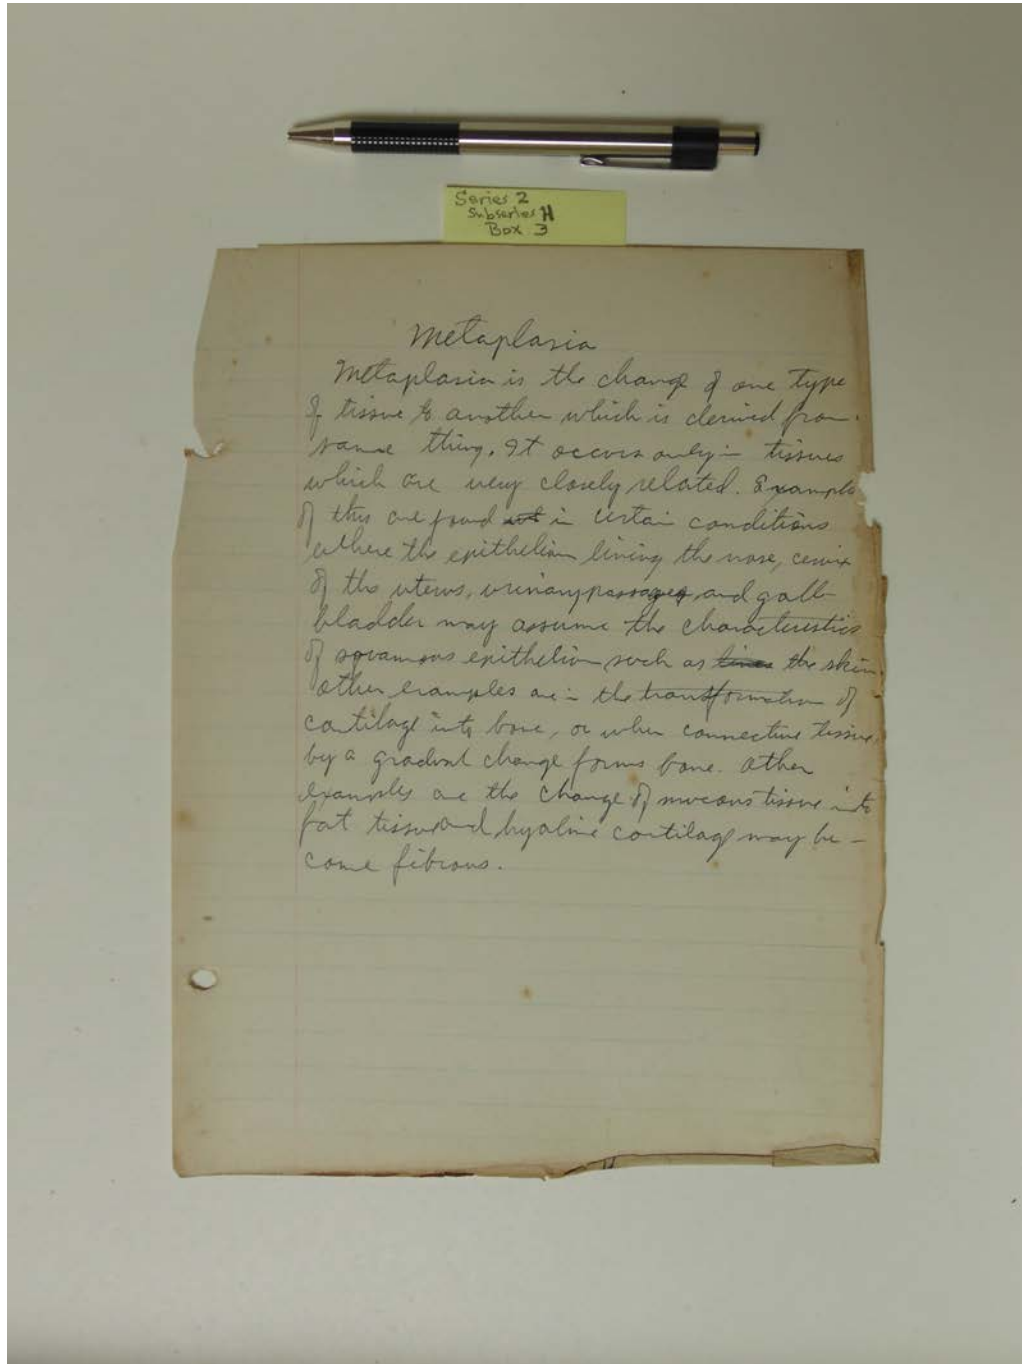 Series 2
Subseries H
Box 3
Metaplasia
Metaplasia is the change of one type
of tissue to another which is derived from
same thing. It occurs only in tissues
which are very closely related. Example
of this are found in certain conditions
where the epithelium lining the nose, cervix
of the uterus, urinary passages, and gall
bladder may assume the characteristics
of squamous epithelium such as the skin.
Other examples are in the transformation of
cartilage into bone, or when connective tissue
by a gradual change forms bone. Other
examples are the change of mucous tissue into
fat tissue and hyaline cartilage may be-
come fibrous.